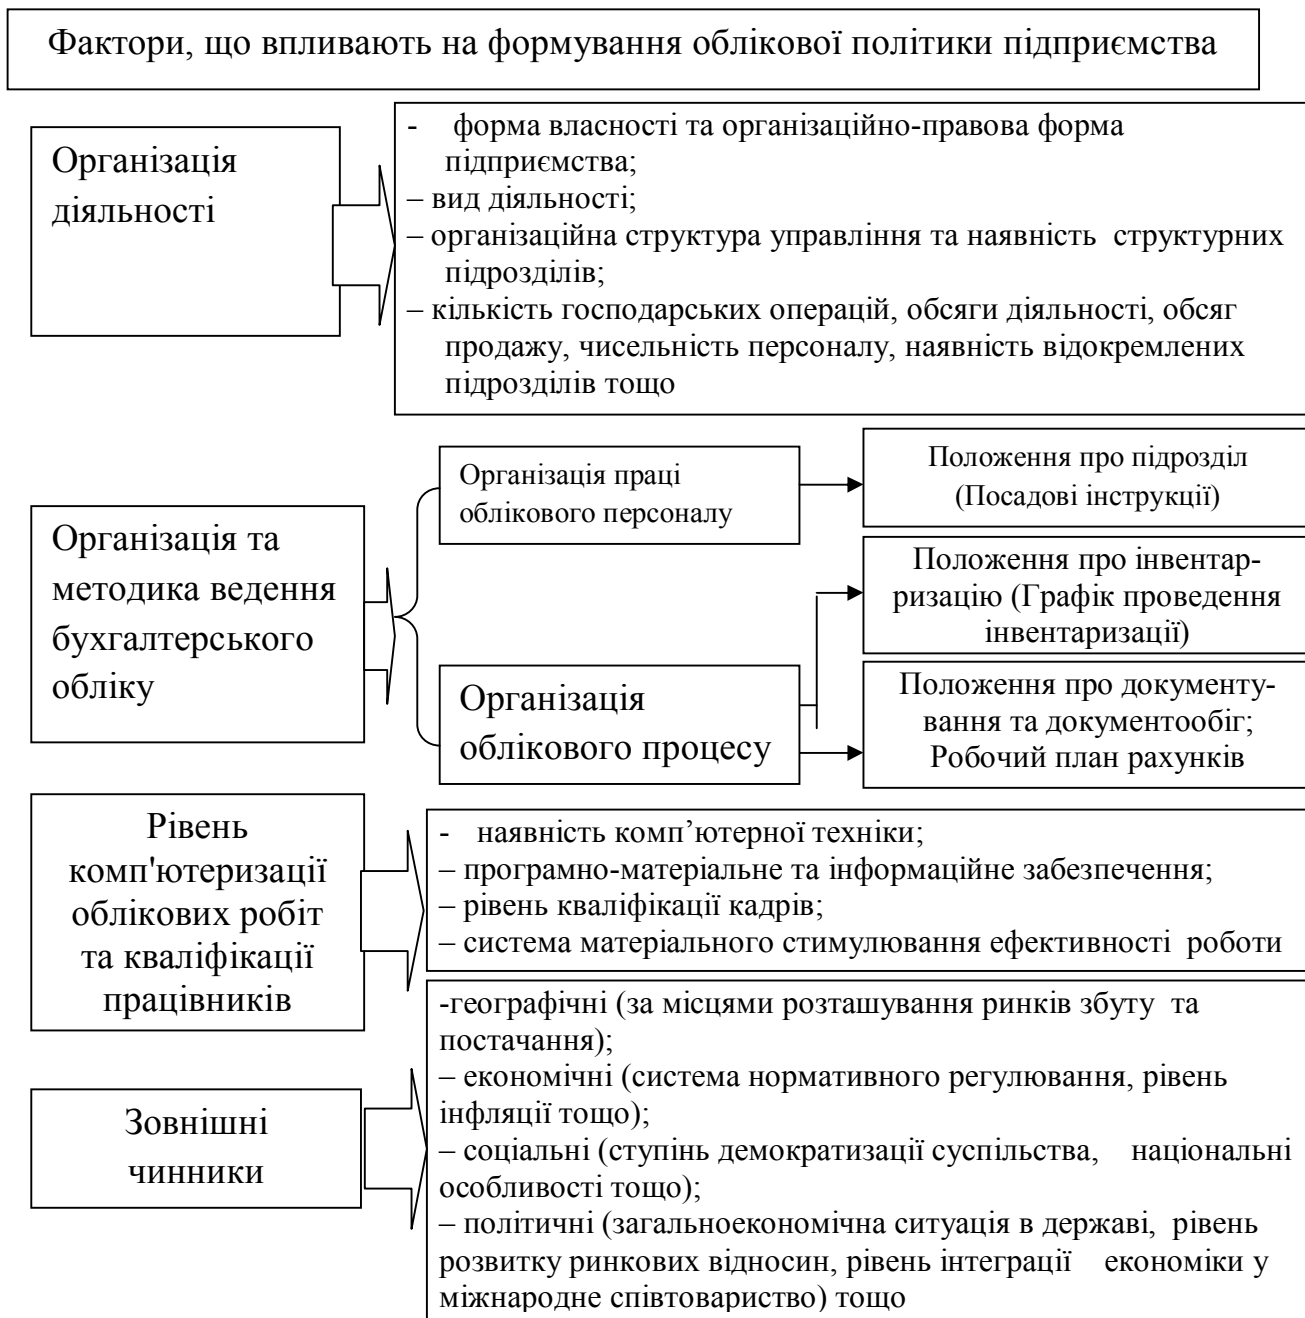 Фактори, що впливають на формування облікової політики підприємства
Організація
діяльності
-    форма власності та організаційно-правова форма
підприємства;
– вид діяльності;
– організаційна структура управління та наявність структурних
підрозділів;
– кількість господарських операцій, обсяги діяльності, обсяг
продажу, чисельність персоналу, наявність відокремлених
підрозділів тощо
Організація та
методика ведення
бухгалтерського
обліку
Організація праці
облікового персоналу
Положення про підрозділ
(Посадові інструкції)
Організація
облікового процесу
Положення про інвентар-
ризацію (Графік проведення
інвентаризації)
Положення про документу-
вання та документообіг;
Робочий план рахунків
Рівень
комп'ютеризації
облікових робіт
та кваліфікації
працівників
-    наявність комп’ютерної техніки;
– програмно-матеріальне та інформаційне забезпечення;
– рівень кваліфікації кадрів;
– система матеріального стимулювання ефективності роботи
Зовнішні
чинники
-географічні (за місцями розташування ринків збуту та
постачання);
– економічні (система нормативного регулювання, рівень
інфляції тощо);
– соціальні (ступінь демократизації суспільства, національні
особливості тощо);
– політичні (загальноекономічна ситуація в державі, рівень
розвитку ринкових відносин, рівень інтеграції економіки у
міжнародне співтовариство) тощо